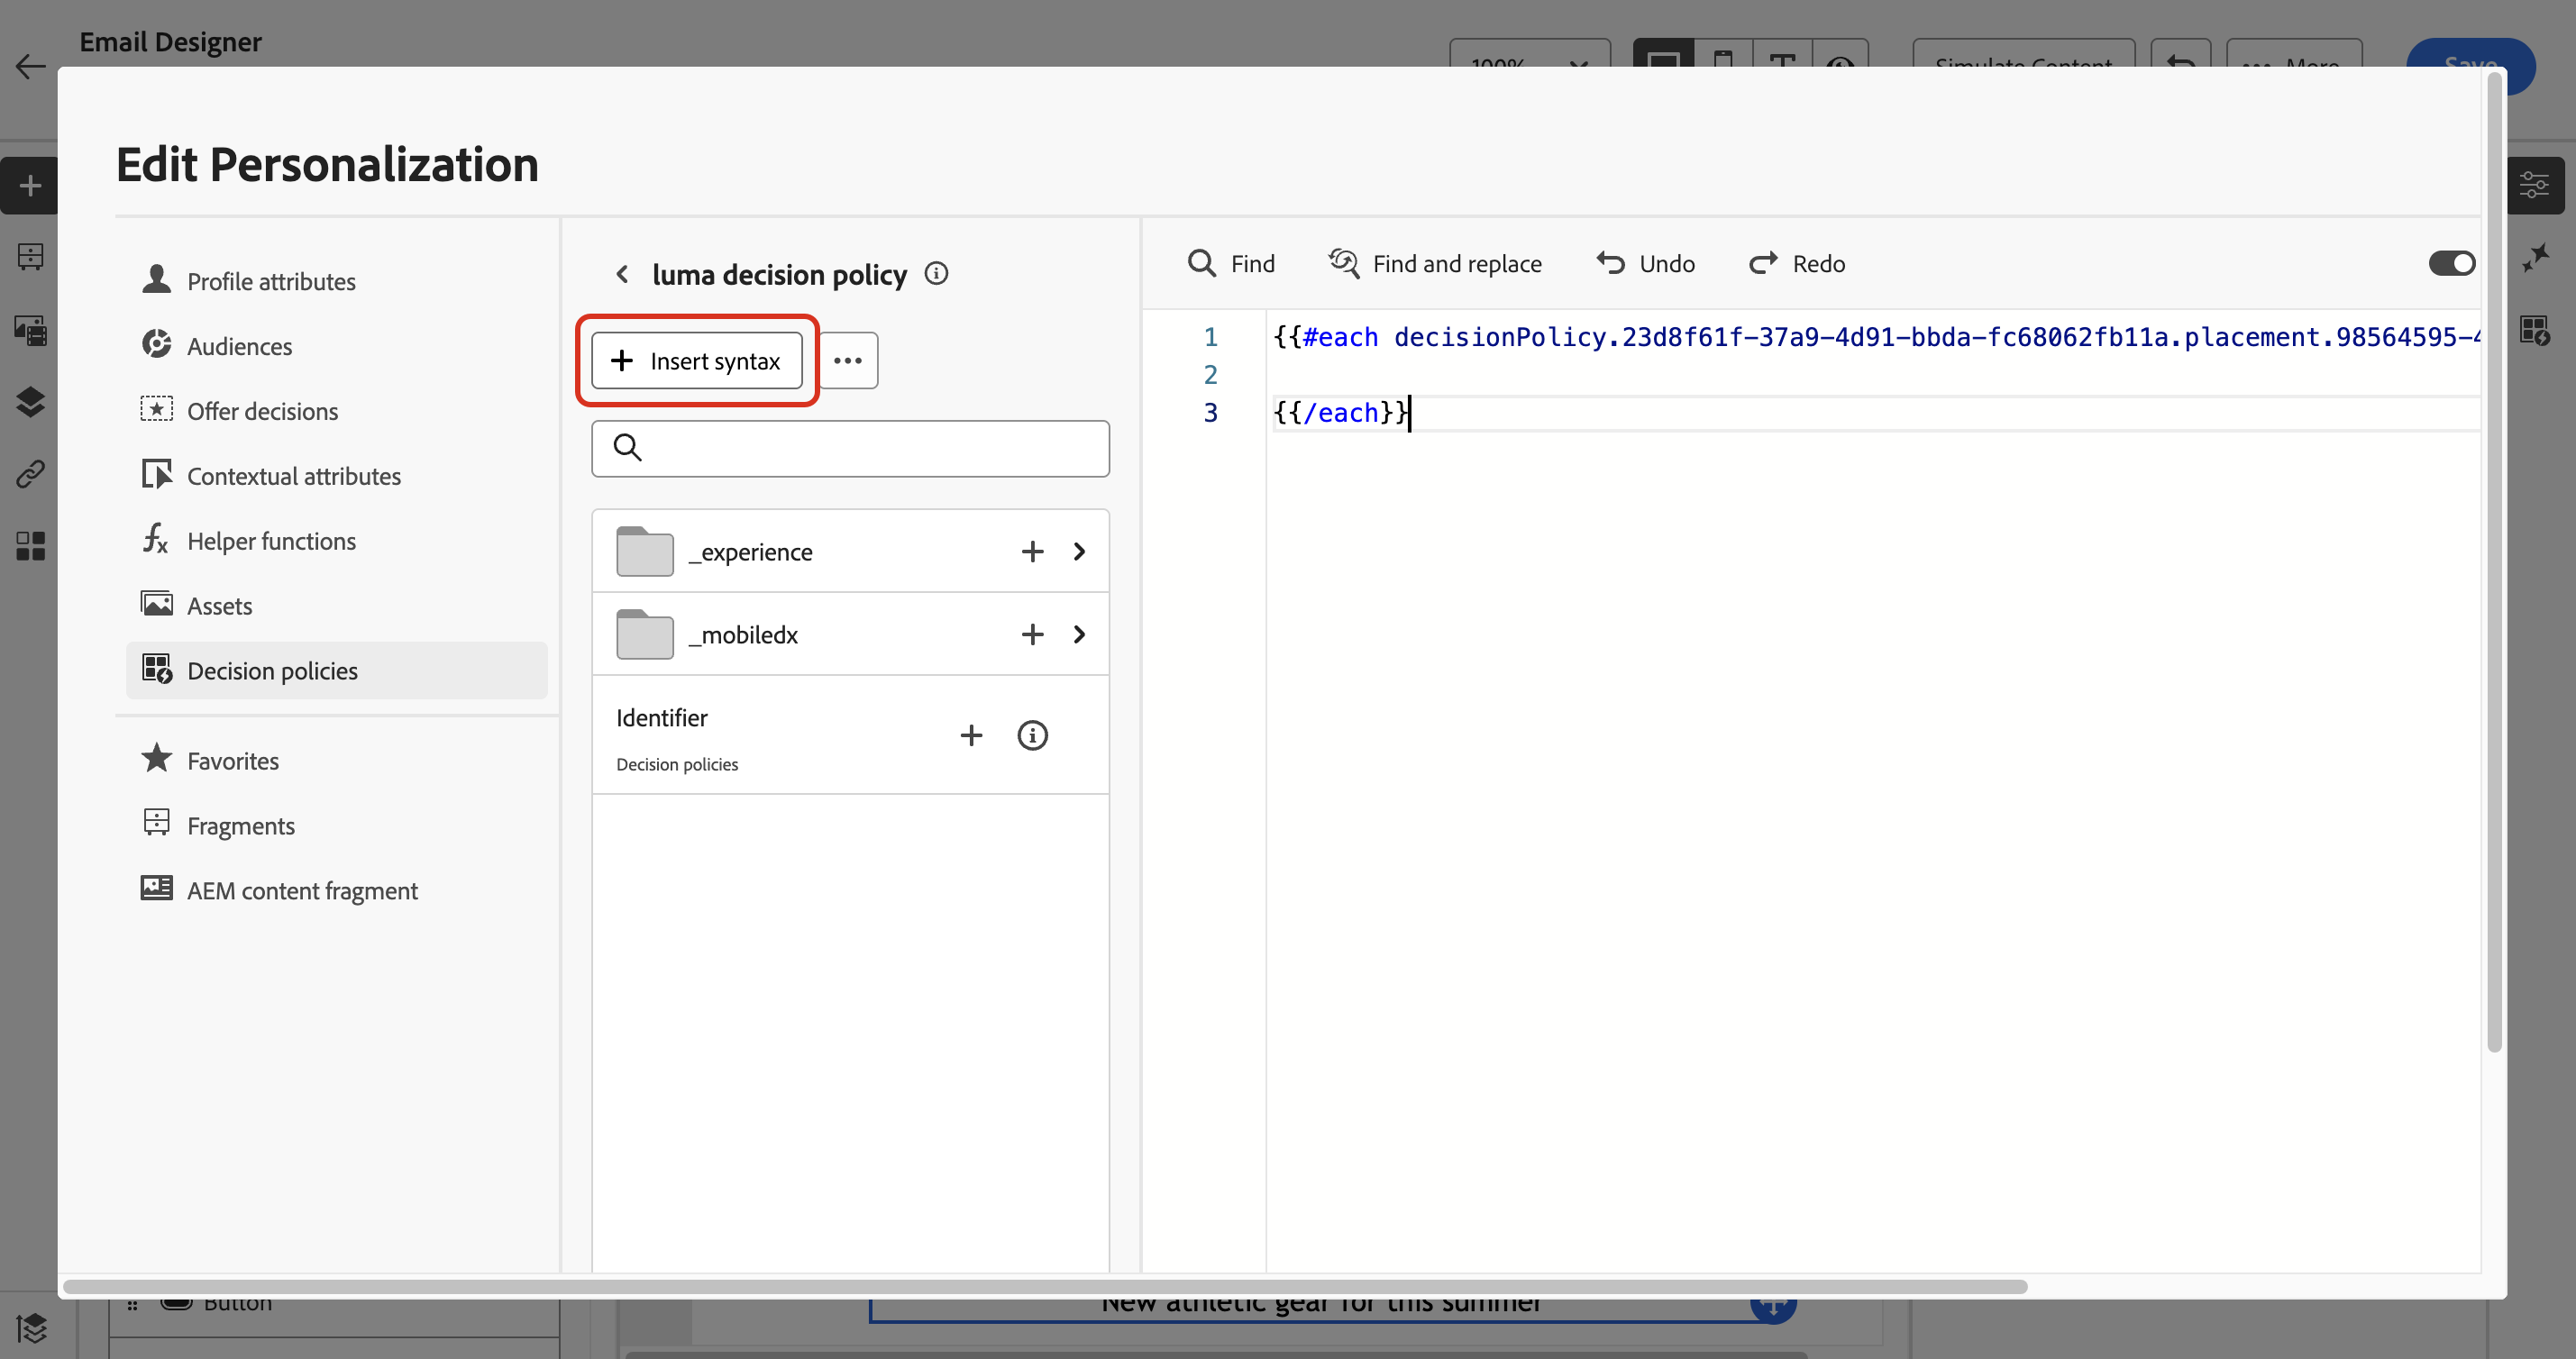 Email Designer
100%
Simulate Content
More
Save
Edit Personalization
Profile attributes
Audiences
Offer decisions
Contextual attributes
Helper functions
Assets
Decision policies
Favorites
Fragments
AEM content fragment
luma decision policy
Insert syntax
_experience
_mobiledx
Identifier
Decision policies
Find
Find and replace
Undo
Redo
1 {{#each decisionPolicy.23d8f61f-37a9-4d91-bbda-fc68062fb11a.placement.98564595-4
2
3 {{/each}}
Button
New athletic gear for this summer